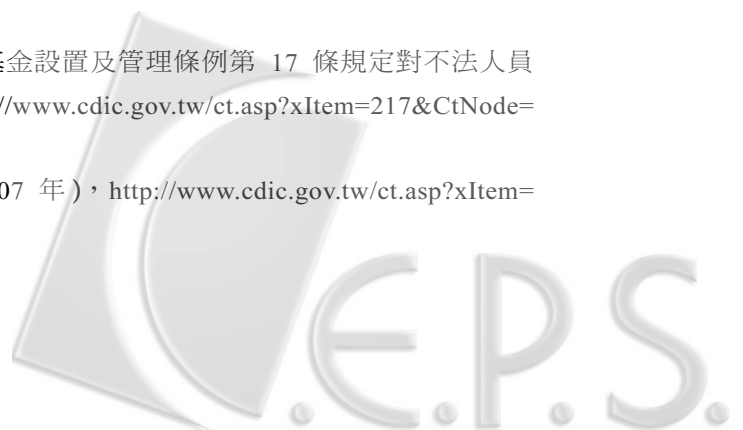 金設置及管理條例第 17 條規定對不法人員
//www.cdic.gov.tw/ct.asp?xItem=217&CtNode=
07 年)，http://www.cdic.gov.tw/ct.asp?xItem=
C.E.P.S.